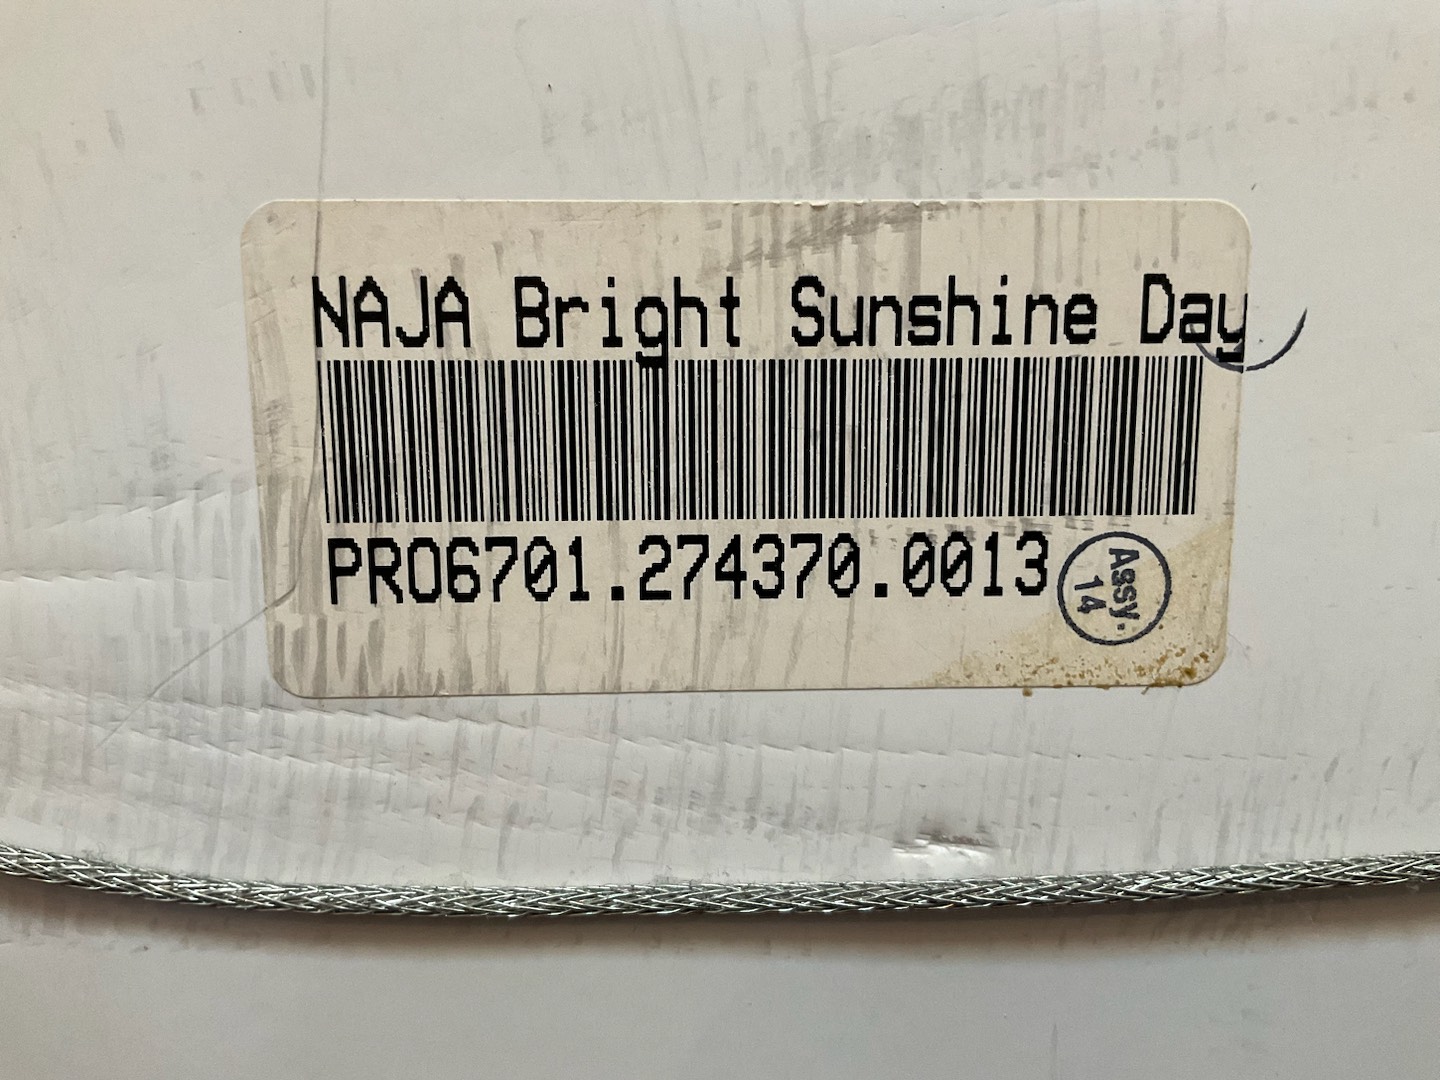 NAJA Bright Sunshine Day
PRO6701.274370.0013
Assy.
14